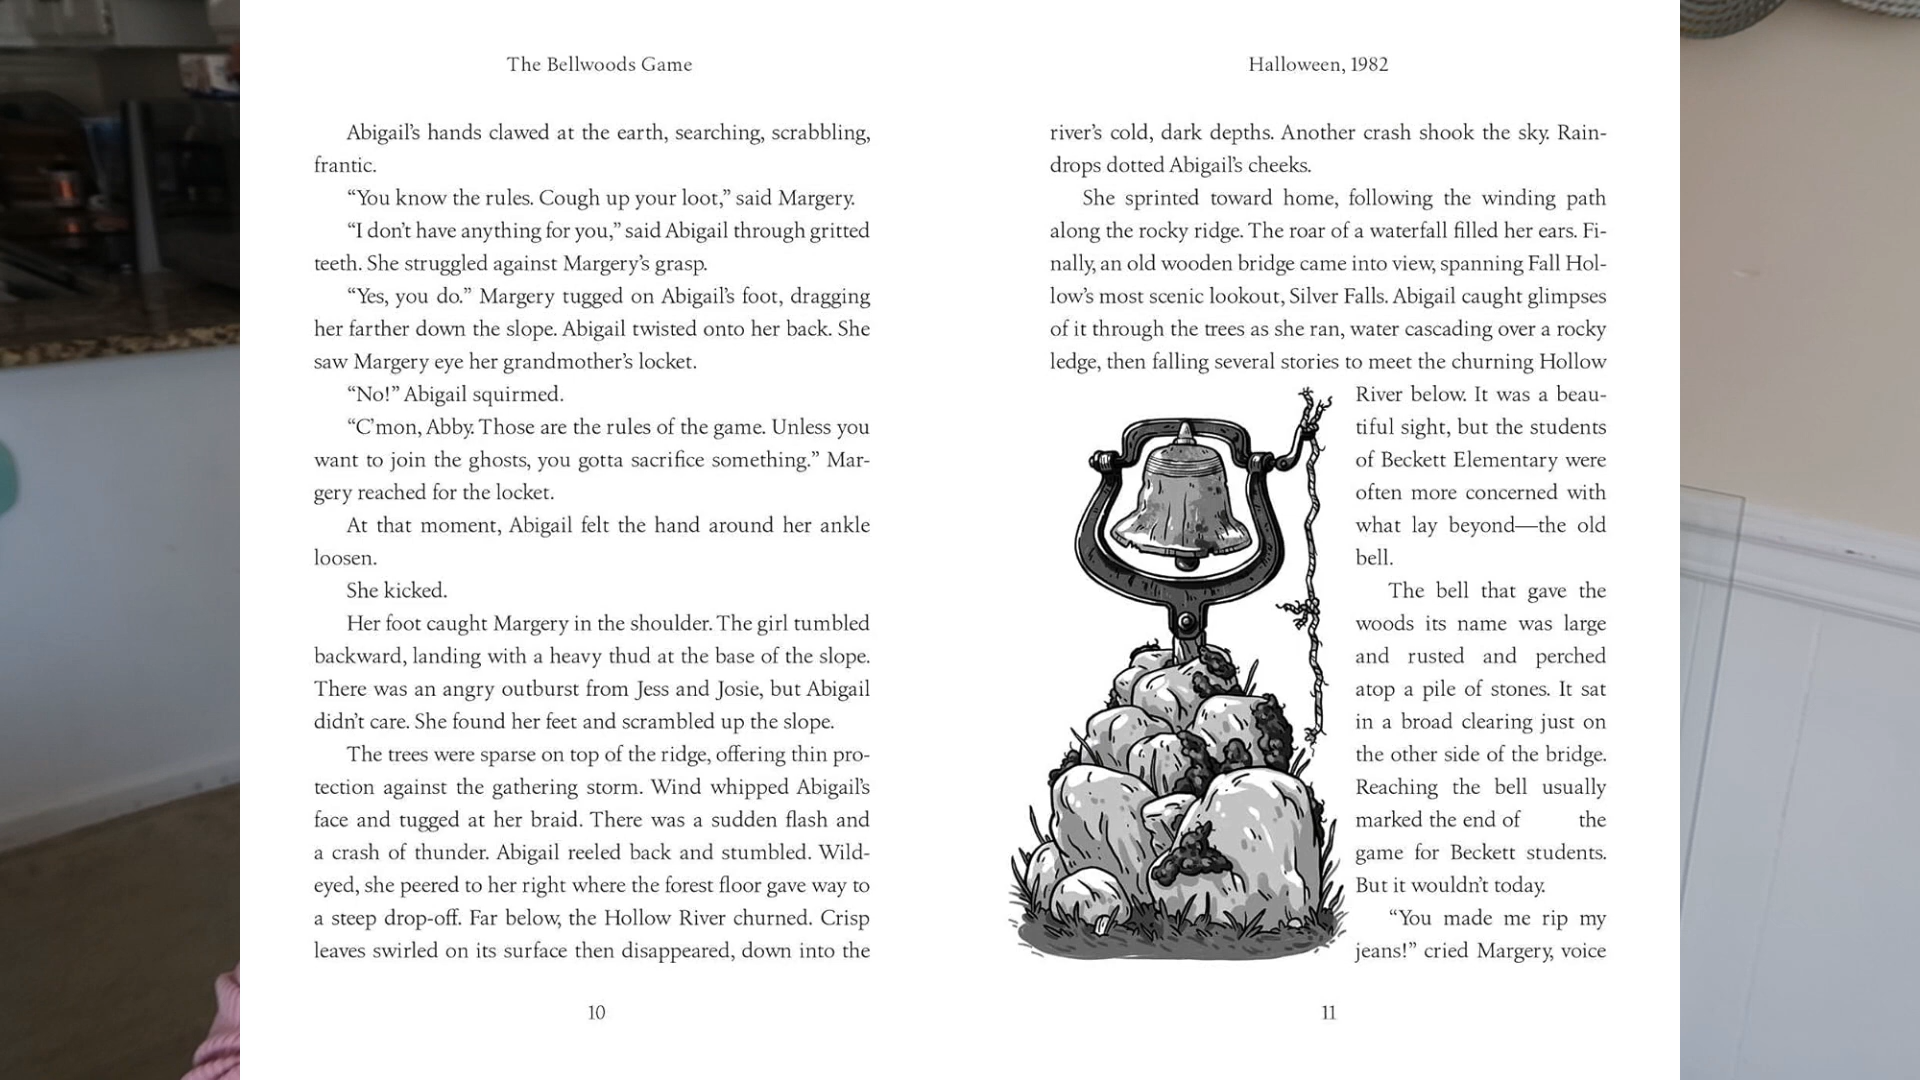 The Bellwoods Game
Abigail’s hands clawed at the earth, searching, scrabbling,
frantic.
“You know the rules. Cough up your loot,” said Margery.
“I don’t have anything for you,” said Abigail through gritted
teeth. She struggled against Margery’s grasp.
“Yes, you do.” Margery tugged on Abigail’s foot, dragging
her farther down the slope. Abigail twisted onto her back. She
saw Margery eye her grandmother’s locket.
“No!” Abigail squirmed.
“C’mon, Abby. Those are the rules of the game. Unless you
want to join the ghosts, you gotta sacrifice something.” Mar-
gery reached for the locket.
At that moment, Abigail felt the hand around her ankle
loosen.
She kicked.
Her foot caught Margery in the shoulder. The girl tumbled
backward, landing with a heavy thud at the base of the slope.
There was an angry outburst from Jess and Josie, but Abigail
didn’t care. She found her feet and scrambled up the slope.
The trees were sparse on top of the ridge, offering thin pro-
tection against the gathering storm. Wind whipped Abigail’s
face and tugged at her braid. There was a sudden flash and
a crash of thunder. Abigail reeled back and stumbled. Wild-
eyed, she peered to her right where the forest floor gave way to
a steep drop-off. Far below, the Hollow River churned. Crisp
leaves swirled on its surface then disappeared, down into the
10
Halloween, 1982
river’s cold, dark depths. Another crash shook the sky. Rain-
drops dotted Abigail’s cheeks.
She sprinted toward home, following the winding path
along the rocky ridge. The roar of a waterfall filled her ears. Fi-
nally, an old wooden bridge came into view, spanning Fall Hol-
low’s most scenic lookout, Silver Falls. Abigail caught glimpses
of it through the trees as she ran, water cascading over a rocky
ledge, then falling several stories to meet the churning Hollow
River below. It was a beau-
tiful sight, but the students
of Beckett Elementary were
often more concerned with
what lay beyond—the old
bell.
The bell that gave the
woods its name was large
and rusted and perched
atop a pile of stones. It sat
in a broad clearing just on
the other side of the bridge.
Reaching the bell usually
marked the end of the
game for Beckett students.
But it wouldn’t today.
“You made me rip my
jeans!” cried Margery, voice
11